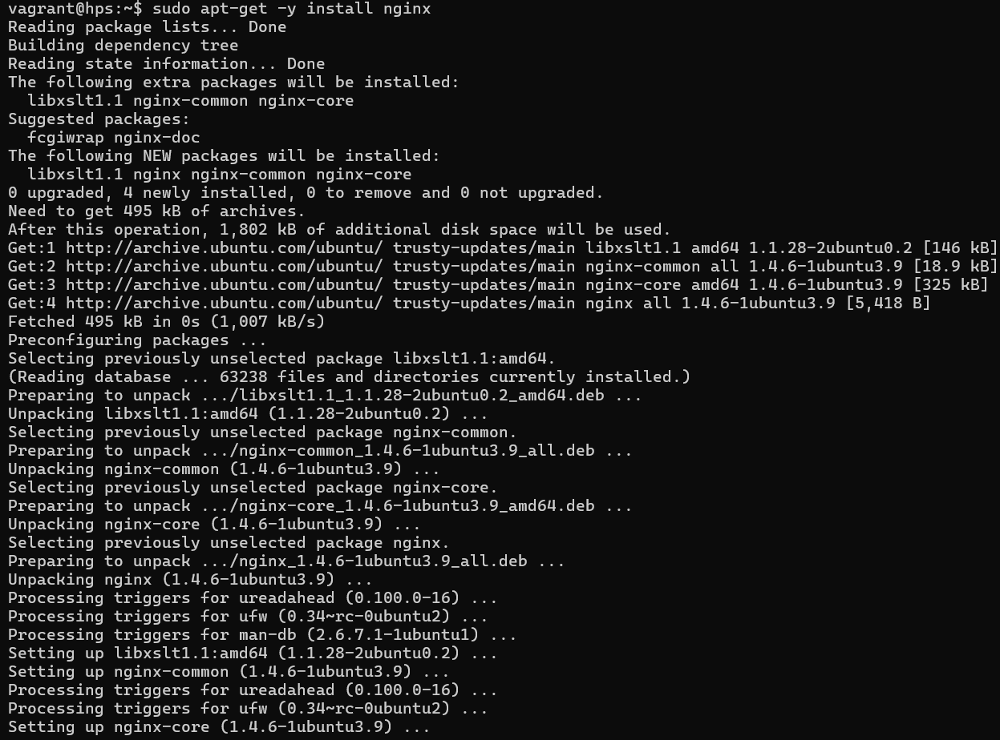 vagrant@hps:~$ sudo apt-get -y install nginx
Reading package lists... Done
Building dependency tree
Reading state information... Done
The following extra packages will be installed:
  libxslt1.1 nginx-common nginx-core
Suggested packages:
  fcgiwrap nginx-doc
The following NEW packages will be installed:
  libxslt1.1 nginx nginx-common nginx-core
0 upgraded, 4 newly installed, 0 to remove and 0 not upgraded.
Need to get 495 kB of archives.
After this operation, 1,802 kB of additional disk space will be used.
Get:1 http://archive.ubuntu.com/ubuntu/ trusty-updates/main libxslt1.1 amd64 1.1.28-2ubuntu0.2 [146 kB]
Get:2 http://archive.ubuntu.com/ubuntu/ trusty-updates/main nginx-common all 1.4.6-1ubuntu3.9 [18.9 kB]
Get:3 http://archive.ubuntu.com/ubuntu/ trusty-updates/main nginx-core amd64 1.4.6-1ubuntu3.9 [325 kB]
Get:4 http://archive.ubuntu.com/ubuntu/ trusty-updates/main nginx all 1.4.6-1ubuntu3.9 [5,418 B]
Fetched 495 kB in 0s (1,007 kB/s)
Preconfiguring packages ...
Selecting previously unselected package libxslt1.1:amd64.
(Reading database ... 63238 files and directories currently installed.)
Preparing to unpack .../libxslt1.1_1.1.28-2ubuntu0.2_amd64.deb ...
Unpacking libxslt1.1:amd64 (1.1.28-2ubuntu0.2) ...
Selecting previously unselected package nginx-common.
Preparing to unpack .../nginx-common_1.4.6-1ubuntu3.9_all.deb ...
Unpacking nginx-common (1.4.6-1ubuntu3.9) ...
Selecting previously unselected package nginx-core.
Preparing to unpack .../nginx-core_1.4.6-1ubuntu3.9_amd64.deb ...
Unpacking nginx-core (1.4.6-1ubuntu3.9) ...
Selecting previously unselected package nginx.
Preparing to unpack .../nginx_1.4.6-1ubuntu3.9_all.deb ...
Unpacking nginx (1.4.6-1ubuntu3.9) ...
Processing triggers for ureadahead (0.100.0-16) ...
Processing triggers for ufw (0.34~rc-0ubuntu2) ...
Processing triggers for man-db (2.6.7.1-1ubuntu1) ...
Setting up libxslt1.1:amd64 (1.1.28-2ubuntu0.2) ...
Setting up nginx-common (1.4.6-1ubuntu3.9) ...
Processing triggers for ureadahead (0.100.0-16) ...
Processing triggers for ufw (0.34~rc-0ubuntu2) ...
Setting up nginx-core (1.4.6-1ubuntu3.9) ...